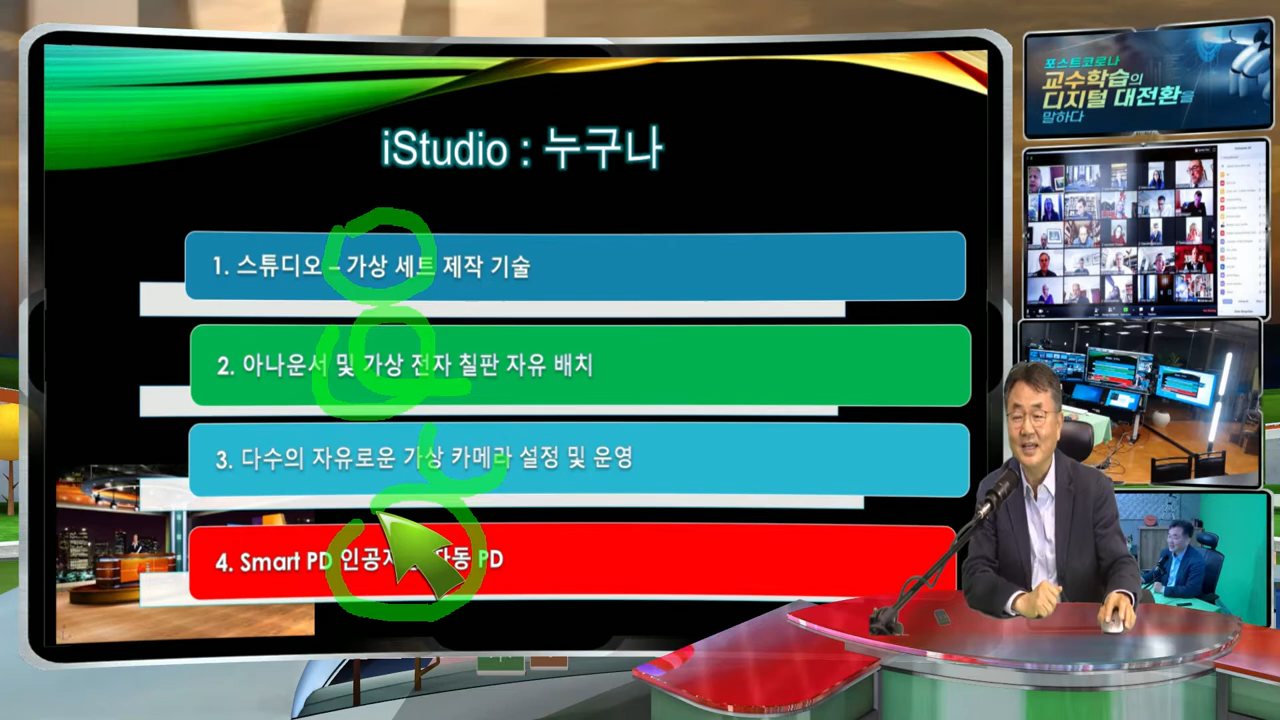 iStudio : 누구나
1. 스튜디오 – 가상 세트 제작 기술
2. 아나운서 및 가상 전자 칠판 자유 배치
3. 다수의 자유로운 가상 카메라 설정 및 운영
4. Smart PD 인공 자동 PD
포스트코로나
교수학습의
디지털 대전환을
말하다